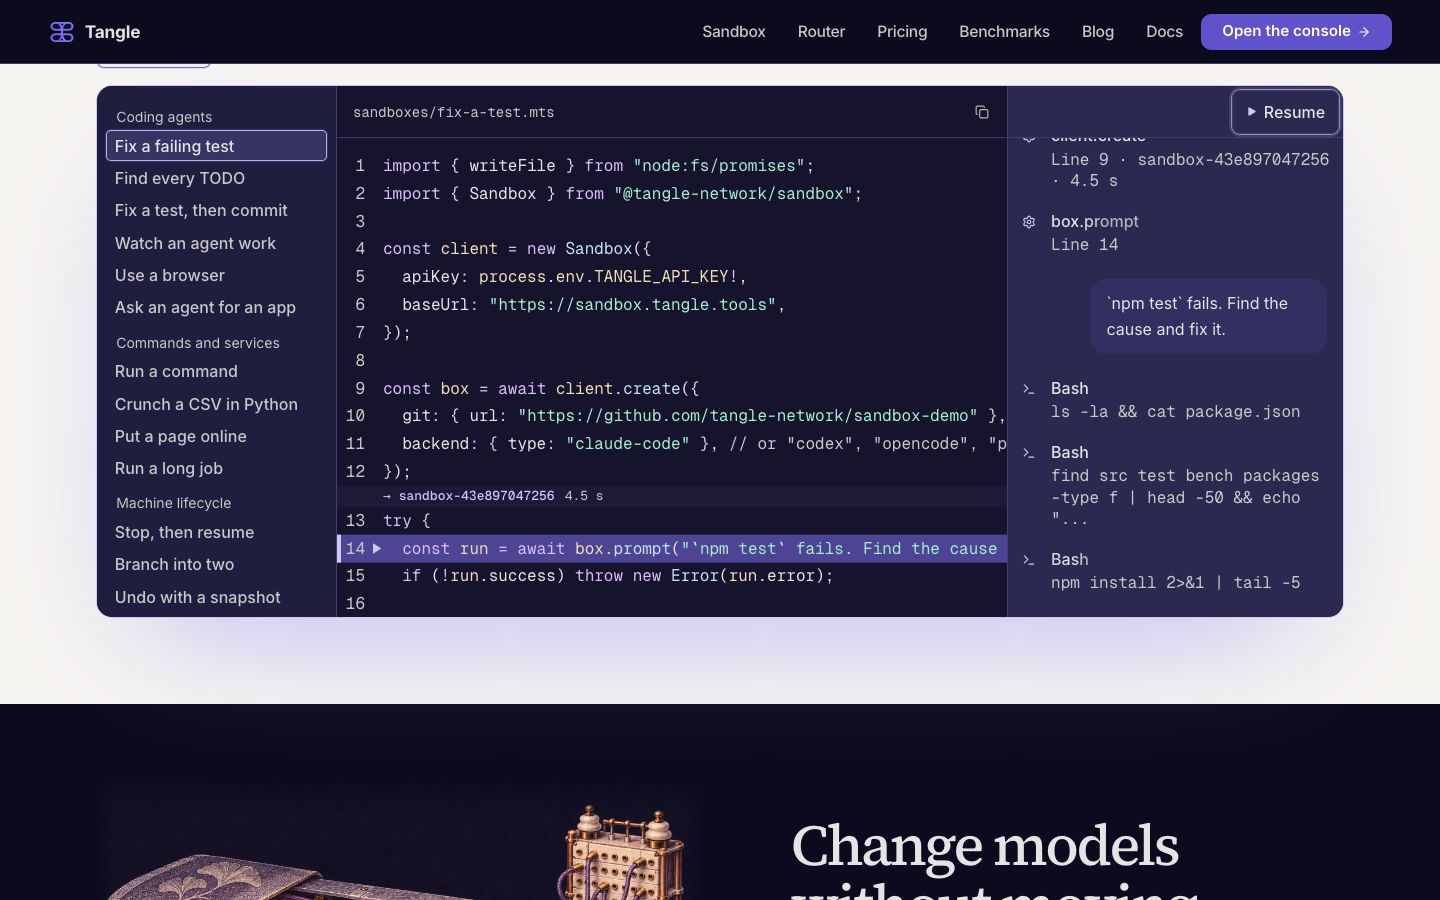 Tangle
Sandbox Router Pricing Benchmarks Blog Docs Open the console →
Coding agents
Fix a failing test
Find every TODO
Fix a test, then commit
Watch an agent work
Use a browser
Ask an agent for an app
Commands and services
Run a command
Crunch a CSV in Python
Put a page online
Run a long job
Machine lifecycle
Stop, then resume
Branch into two
Undo with a snapshot
sandboxes/fix-a-test.mts
1 import { writeFile } from "node:fs/promises";
2 import { Sandbox } from "@tangle-network/sandbox";
3
4 const client = new Sandbox({
5 apiKey: process.env.TANGLE_API_KEY!,
6 baseUrl: "https://sandbox.tangle.tools",
7 });
8
9 const box = await client.create({
10 git: { url: "https://github.com/tangle-network/sandbox-demo" },
11 backend: { type: "claude-code" }, // or "codex", "opencode", "p
12 });
→ sandbox-43e897047256 4.5 s
13 try {
14 const run = await box.prompt("`npm test` fails. Find the cause
15 if (!run.success) throw new Error(run.error);
16
Resume
client.create
Line 9 · sandbox-43e897047256
· 4.5 s
box.prompt
Line 14
`npm test` fails. Find the
cause and fix it.
Bash
ls -la && cat package.json
Bash
find src test bench packages
-type f | head -50 && echo
"...
Bash
npm install 2>&1 | tail -5
Change models
without moving